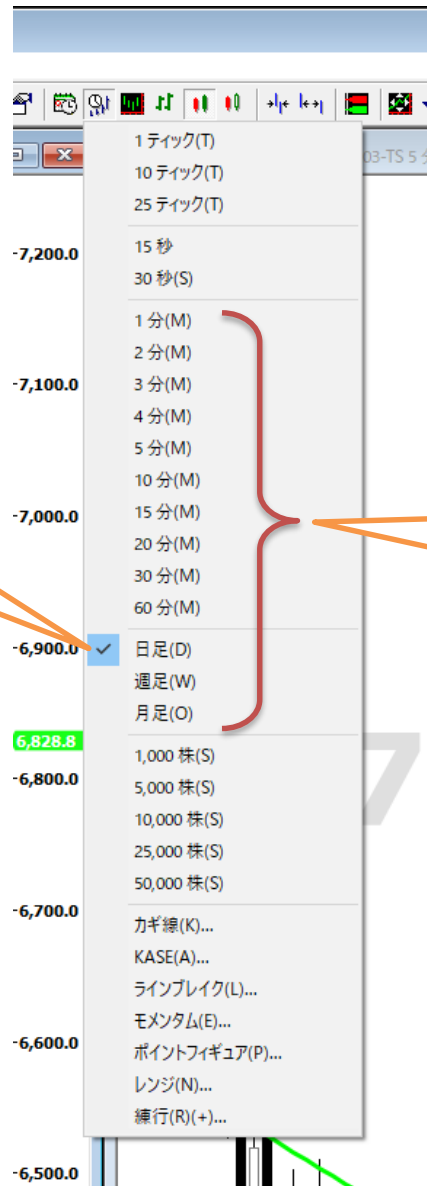 1 ティック(T)
10 ティック(T)
25 ティック(T)
03-TS 5 分
15 秒
30 秒(S)
1 分(M)
2 分(M)
3 分(M)
4 分(M)
5 分(M)
10 分(M)
15 分(M)
20 分(M)
30 分(M)
60 分(M)
日足(D)
週足(W)
月足(O)
1,000 株(S)
5,000 株(S)
10,000 株(S)
25,000 株(S)
50,000 株(S)
カギ線(K)...
KASE(A)...
ラインブレイク(L)...
モメンタム(E)...
ポイントフィギュア(P)...
レンジ(N)...
練行(R)(+)...
7,200.0
7,100.0
7,000.0
6,900.0
6,828.8
6,800.0
6,700.0
6,600.0
6,500.0
7